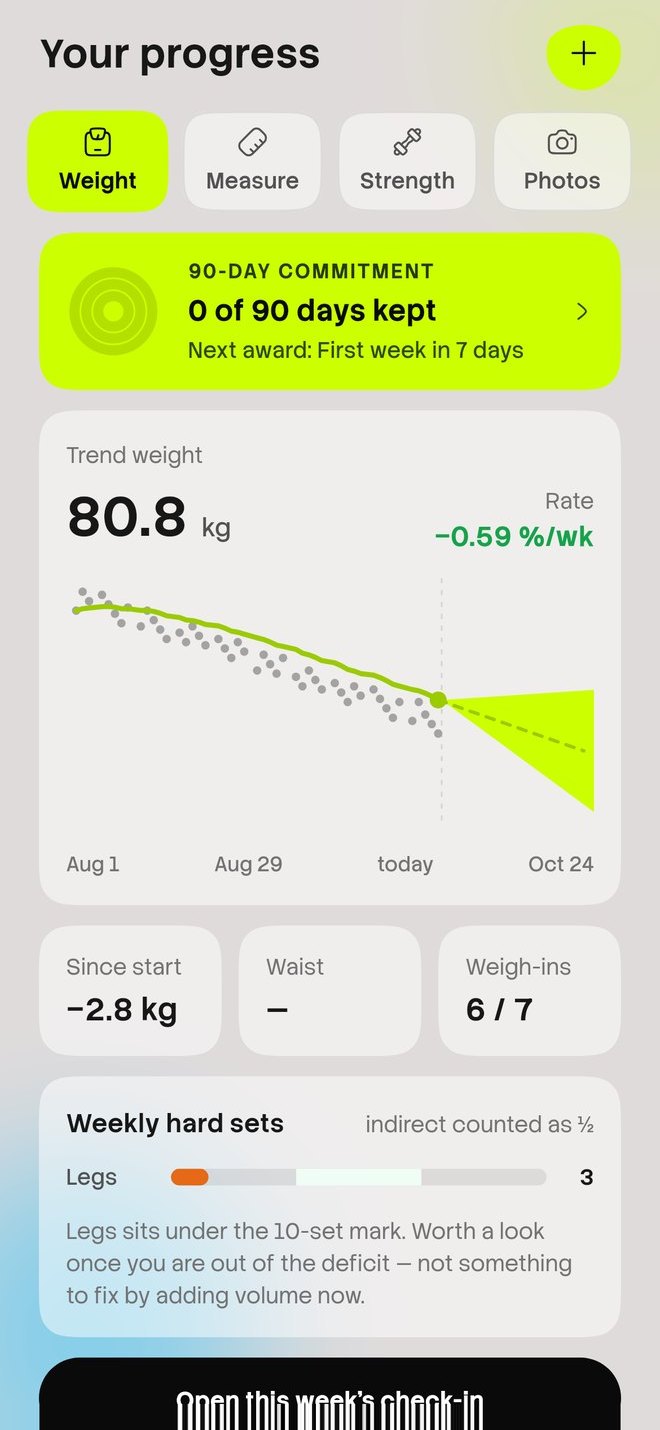 Your progress
Weight
Measure
Strength
Photos
90-DAY COMMITMENT
0 of 90 days kept
Next award: First week in 7 days
Trend weight
80.8 kg
Rate
−0.59 %/wk
Aug 1
Aug 29
today
Oct 24
Since start
−2.8 kg
Waist
–
Weigh-ins
6 / 7
Weekly hard sets
indirect counted as ½
Legs
3
Legs sits under the 10-set mark. Worth a look
once you are out of the deficit — not something
to fix by adding volume now.
Open this week's check-in